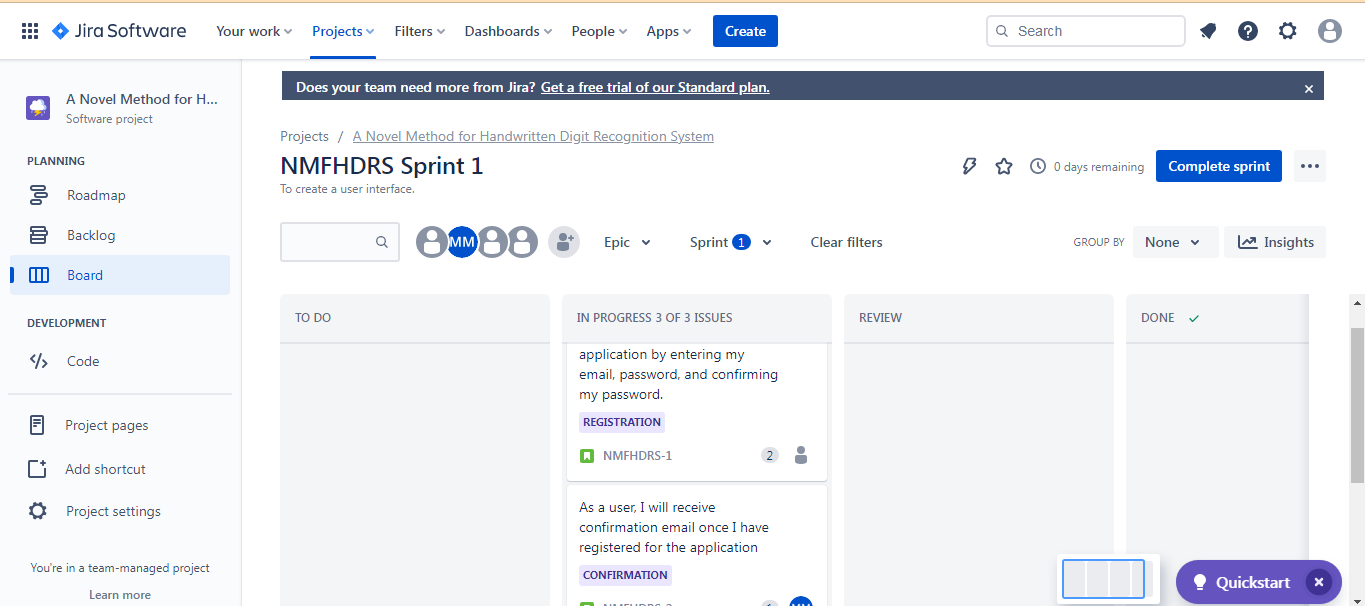 Jira Software Your work Projects Filters Dashboards People Apps Create Search
Does your team need more from Jira? Get a free trial of our Standard plan.
A Novel Method for H...
Software project
PLANNING
Roadmap
Backlog
Board
DEVELOPMENT
Code
Project pages
Add shortcut
Project settings
You're in a team-managed project
Learn more
Projects / A Novel Method for Handwritten Digit Recognition System
NMFHDRS Sprint 1
To create a user interface.
0 days remaining Complete sprint
MM Epic Sprint 1 Clear filters GROUP BY None Insights
TO DO
IN PROGRESS 3 OF 3 ISSUES
application by entering my
email, password, and confirming
my password.
REGISTRATION
NMFHDRS-1 2
As a user, I will receive
confirmation email once I have
registered for the application
CONFIRMATION
REVIEW
DONE
Quickstart